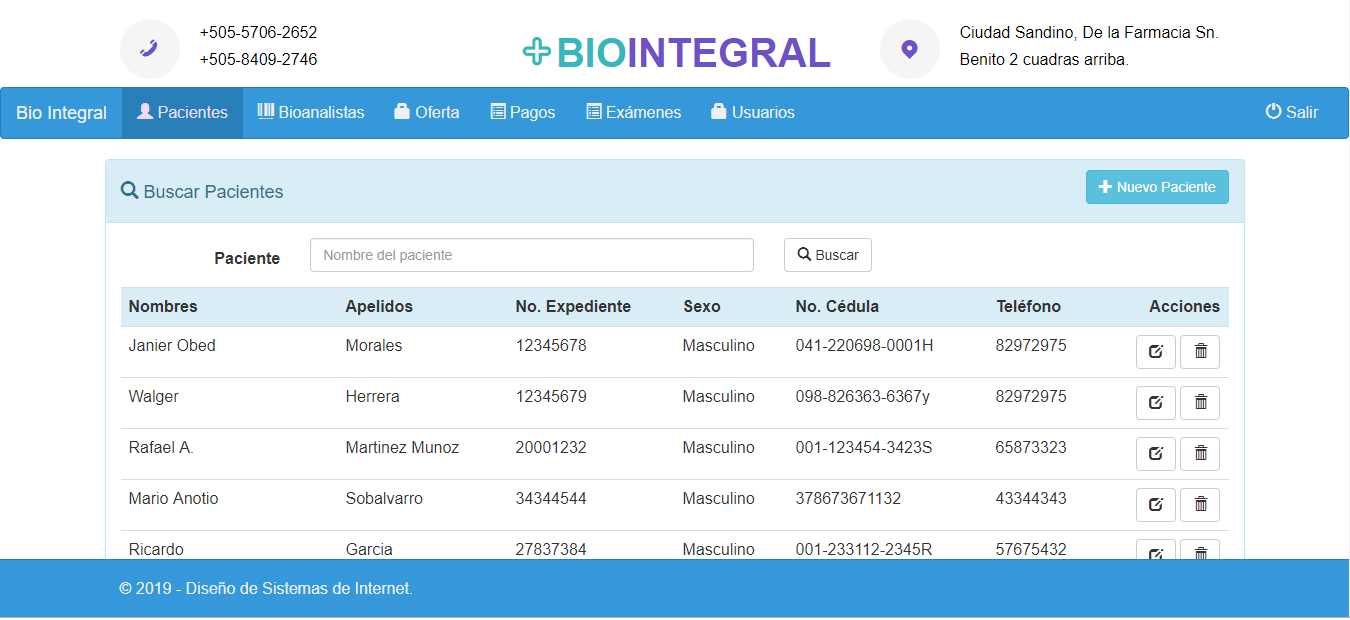 +505-5706-2652
+505-8409-2746
BIOINTEGRAL
Ciudad Sandino, De la Farmacia Sn.
Benito 2 cuadras arriba.
Bio Integral Pacientes Bioanalistas Oferta Pagos Exámenes Usuarios Salir
Buscar Pacientes
Nuevo Paciente
Paciente Nombre del paciente Buscar
Nombres Apelidos No. Expediente Sexo No. Cédula Teléfono Acciones
Janier Obed Morales 12345678 Masculino 041-220698-0001H 82972975
Walger Herrera 12345679 Masculino 098-826363-6367y 82972975
Rafael A. Martinez Munoz 20001232 Masculino 001-123454-3423S 65873323
Mario Anotio Sobalvarro 34344544 Masculino 378673671132 43344343
Ricardo Garcia 27837384 Masculino 001-233112-2345R 57675432
© 2019 - Diseño de Sistemas de Internet.